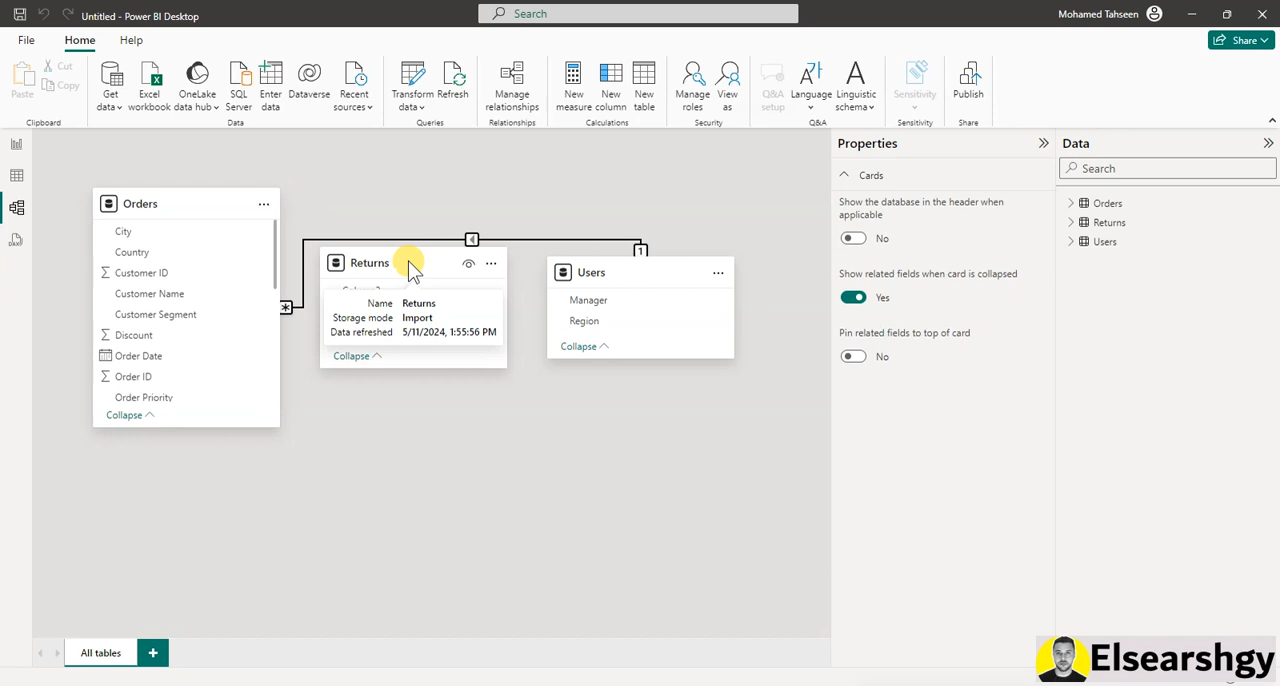 Untitled - Power BI Desktop
Search
Mohamed Tahseen
File
Home
Help
Share
Paste
Cut
Copy
Clipboard
Get data
Excel workbook
OneLake data hub
SQL Server
Enter data
Dataverse
Recent sources
Data
Transform data
Refresh
Queries
Manage relationships
Relationships
New measure
New column
New table
Calculations
Manage roles
View as
Security
Q&A setup
Language
Linguistic schema
Q&A
Sensitivity
Sensitivity
Publish
Share
Orders
City
Country
Customer ID
Customer Name
Customer Segment
Discount
Order Date
Order ID
Order Priority
Collapse
*
1
Returns
Name Returns
Storage mode Import
Data refreshed 5/11/2024, 1:55:56 PM
Collapse
Users
Manager
Region
Collapse
Properties
Cards
Show the database in the header when
applicable
No
Show related fields when card is collapsed
Yes
Pin related fields to top of card
No
Data
Search
Orders
Returns
Users
All tables
Elsearshgy